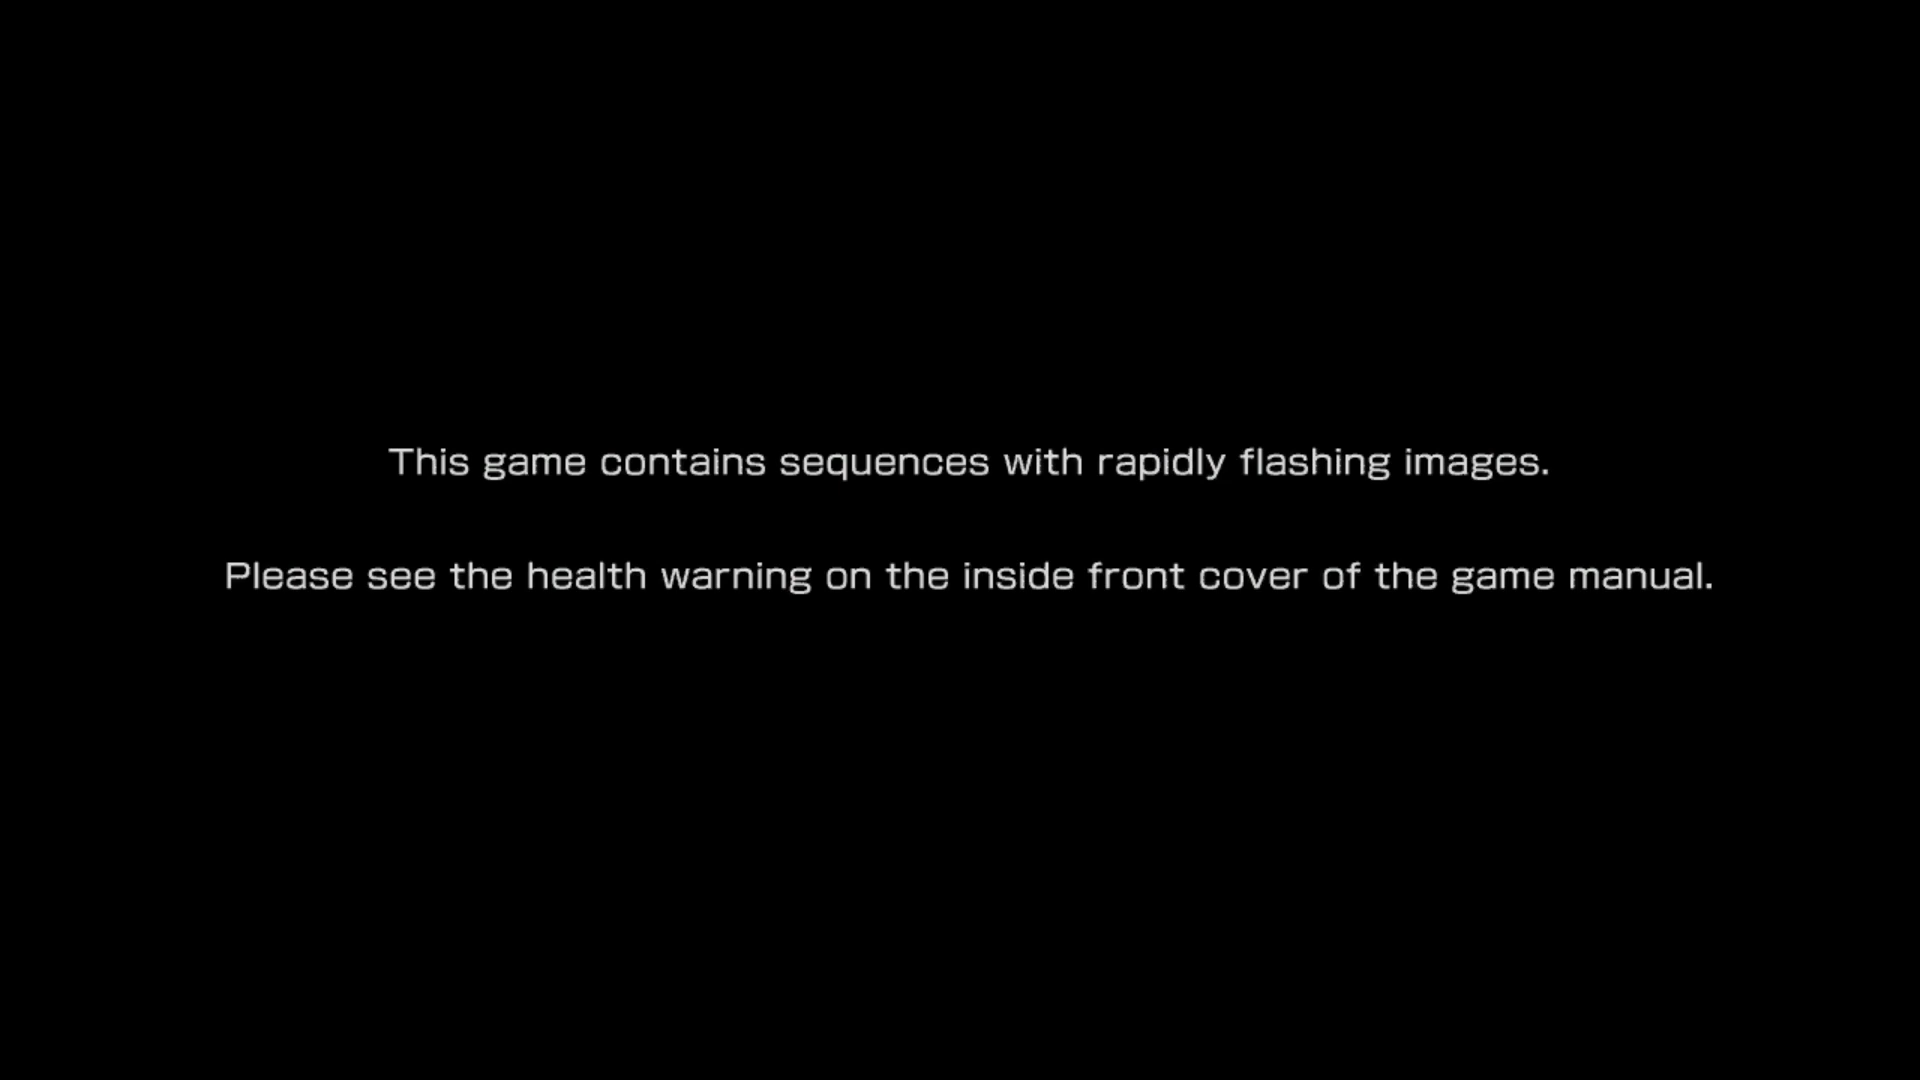 This game contains sequences with rapidly flashing images.
Please see the health warning on the inside front cover of the game manual.